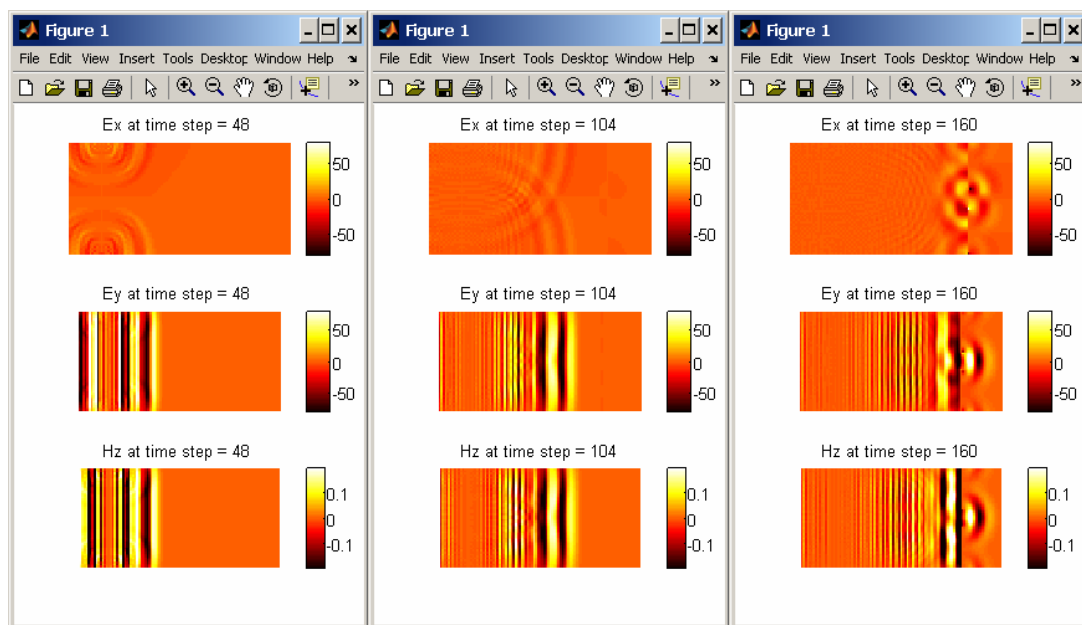 Figure 1
File Edit View Insert Tools Desktop Window Help
Ex at time step = 48
50
0
-50
Ey at time step = 48
50
0
-50
Hz at time step = 48
0.1
0
-0.1
Figure 1
File Edit View Insert Tools Desktop Window Help
Ex at time step = 104
50
0
-50
Ey at time step = 104
50
0
-50
Hz at time step = 104
0.1
0
-0.1
Figure 1
File Edit View Insert Tools Desktop Window Help
Ex at time step = 160
50
0
-50
Ey at time step = 160
50
0
-50
Hz at time step = 160
0.1
0
-0.1